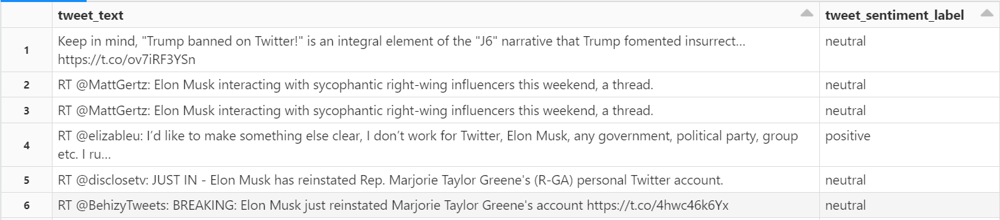 tweet_text tweet_sentiment_label
1 Keep in mind, "Trump banned on Twitter!" is an integral element of the "J6" narrative that Trump fomented insurrect… neutral
https://t.co/ov7iRF3YSn
2 RT @MattGertz: Elon Musk interacting with sycophantic right-wing influencers this weekend, a thread. neutral
3 RT @MattGertz: Elon Musk interacting with sycophantic right-wing influencers this weekend, a thread. neutral
4 RT @elizableu: I’d like to make something else clear, I don’t work for Twitter, Elon Musk, any government, political party, group positive
etc. I ru…
5 RT @disclosetv: JUST IN - Elon Musk has reinstated Rep. Marjorie Taylor Greene's (R-GA) personal Twitter account. neutral
6 RT @BehizyTweets: BREAKING: Elon Musk just reinstated Marjorie Taylor Greene's account https://t.co/4hwc46k6Yx neutral